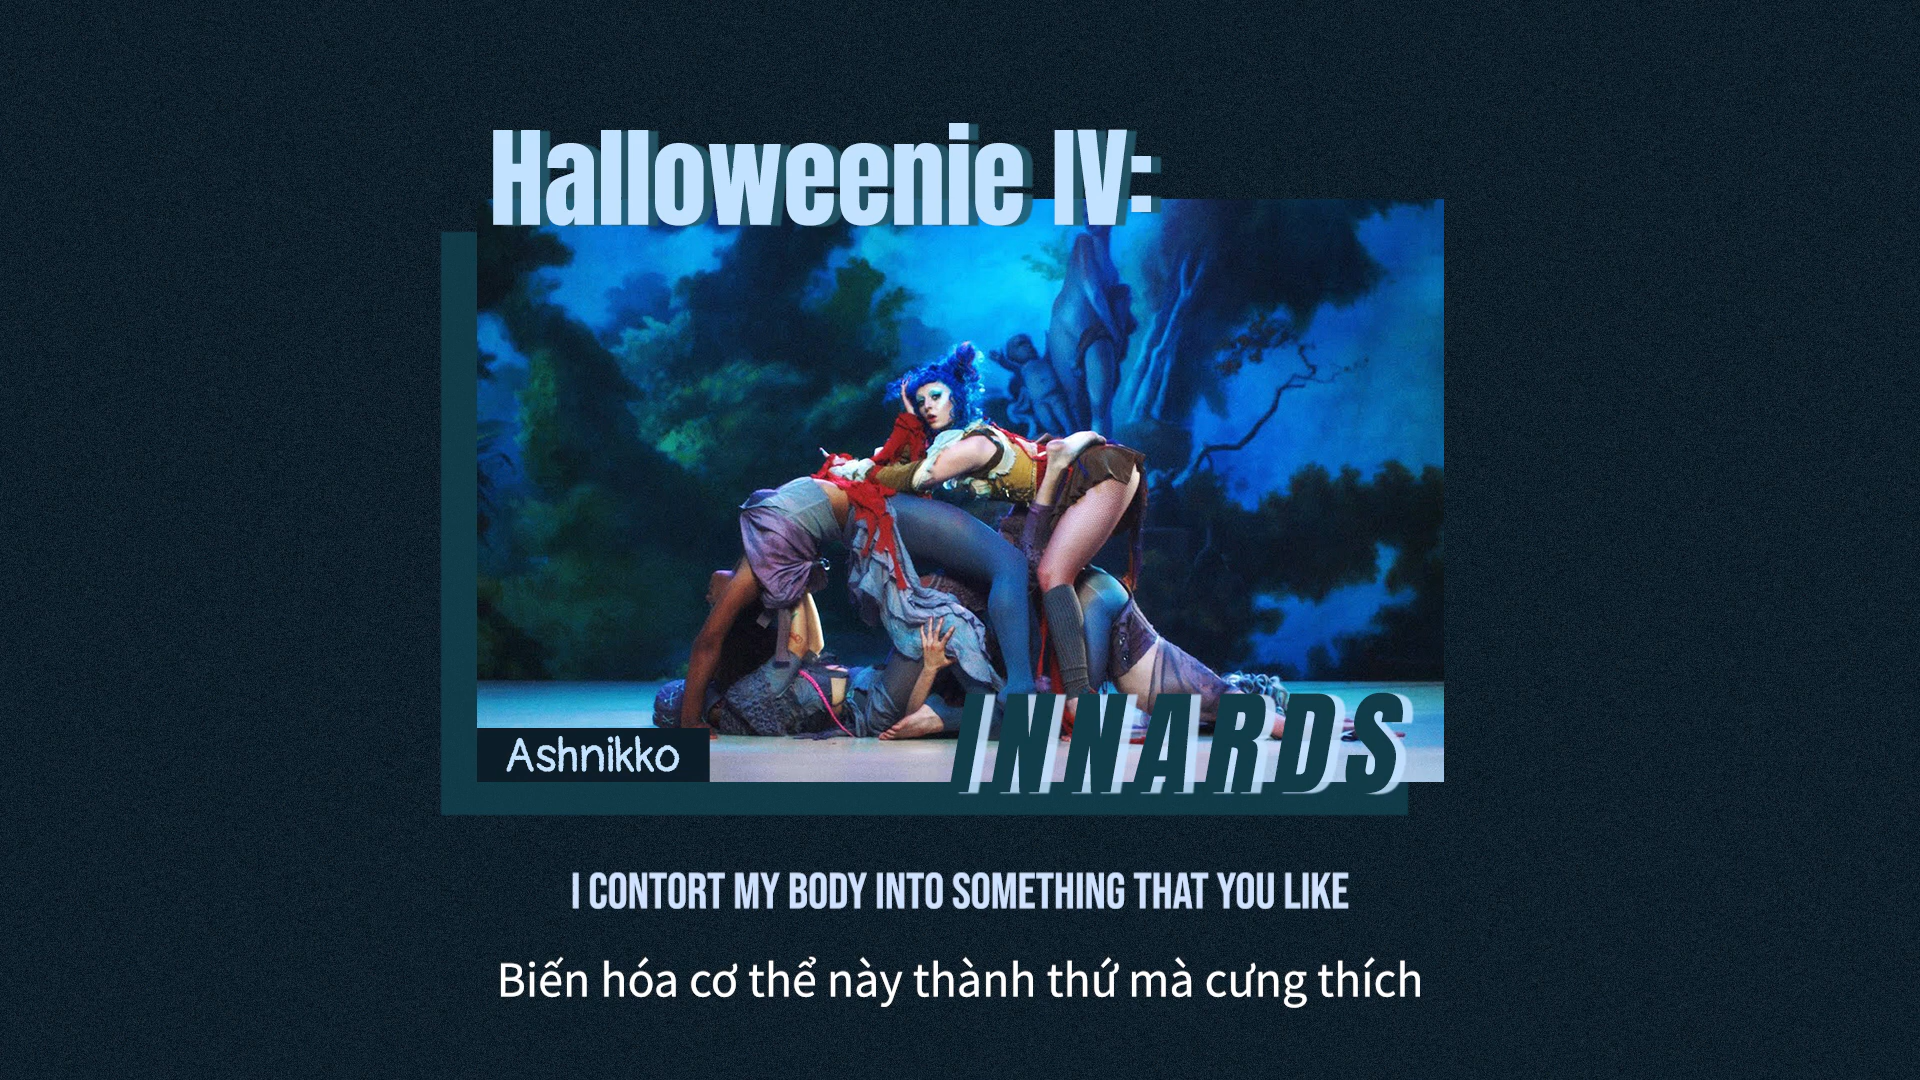 Halloweenie IV:
INNARDS
Ashnikko
I CONTORT MY BODY INTO SOMETHING THAT YOU LIKE
Biến hóa cơ thể này thành thứ mà cưng thích